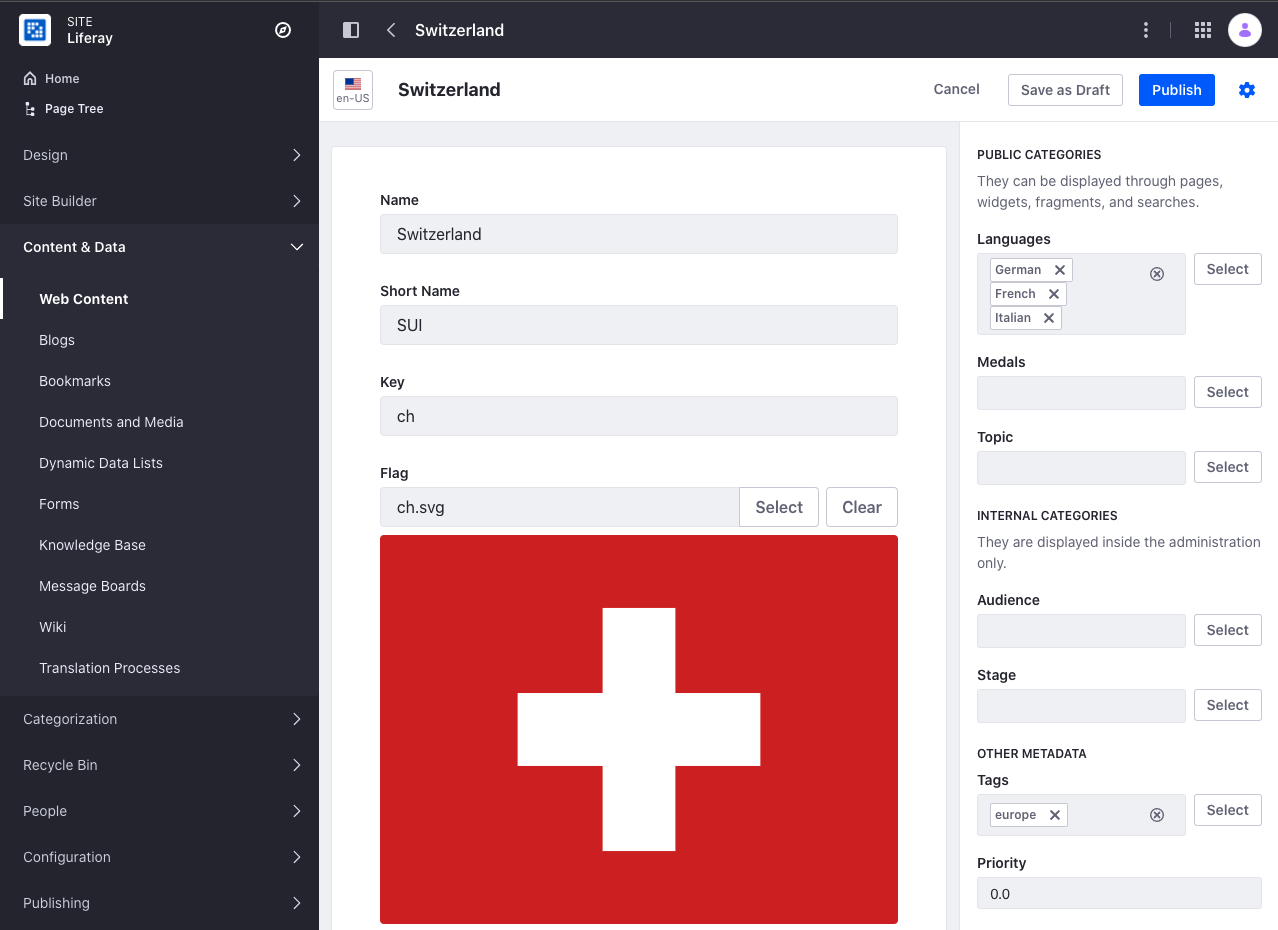 SITE
Liferay
Home
Page Tree
Design
Site Builder
Content & Data
Web Content
Blogs
Bookmarks
Documents and Media
Dynamic Data Lists
Forms
Knowledge Base
Message Boards
Wiki
Translation Processes
Categorization
Recycle Bin
People
Configuration
Publishing
Switzerland
en-US
Switzerland
Cancel
Save as Draft
Publish
Name
Switzerland
Short Name
SUI
Key
ch
Flag
ch.svg
Select
Clear
PUBLIC CATEGORIES
They can be displayed through pages,
widgets, fragments, and searches.
Languages
German
French
Italian
Select
Medals
Select
Topic
Select
INTERNAL CATEGORIES
They are displayed inside the administration
only.
Audience
Select
Stage
Select
OTHER METADATA
Tags
europe
Select
Priority
0.0